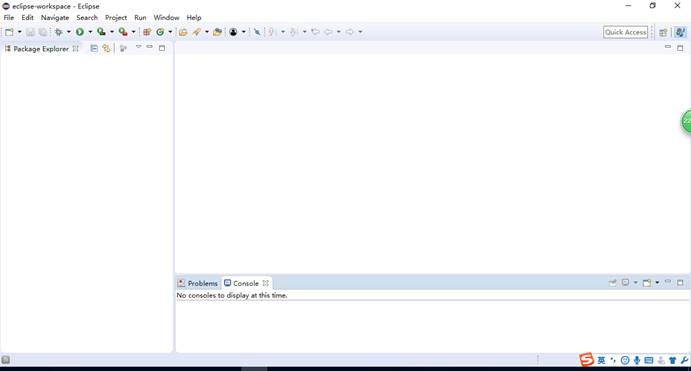 eclipse-workspace - Eclipse
File Edit Navigate Search Project Run Window Help
Quick Access
Package Explorer
22
Problems Console
No consoles to display at this time.
S 英